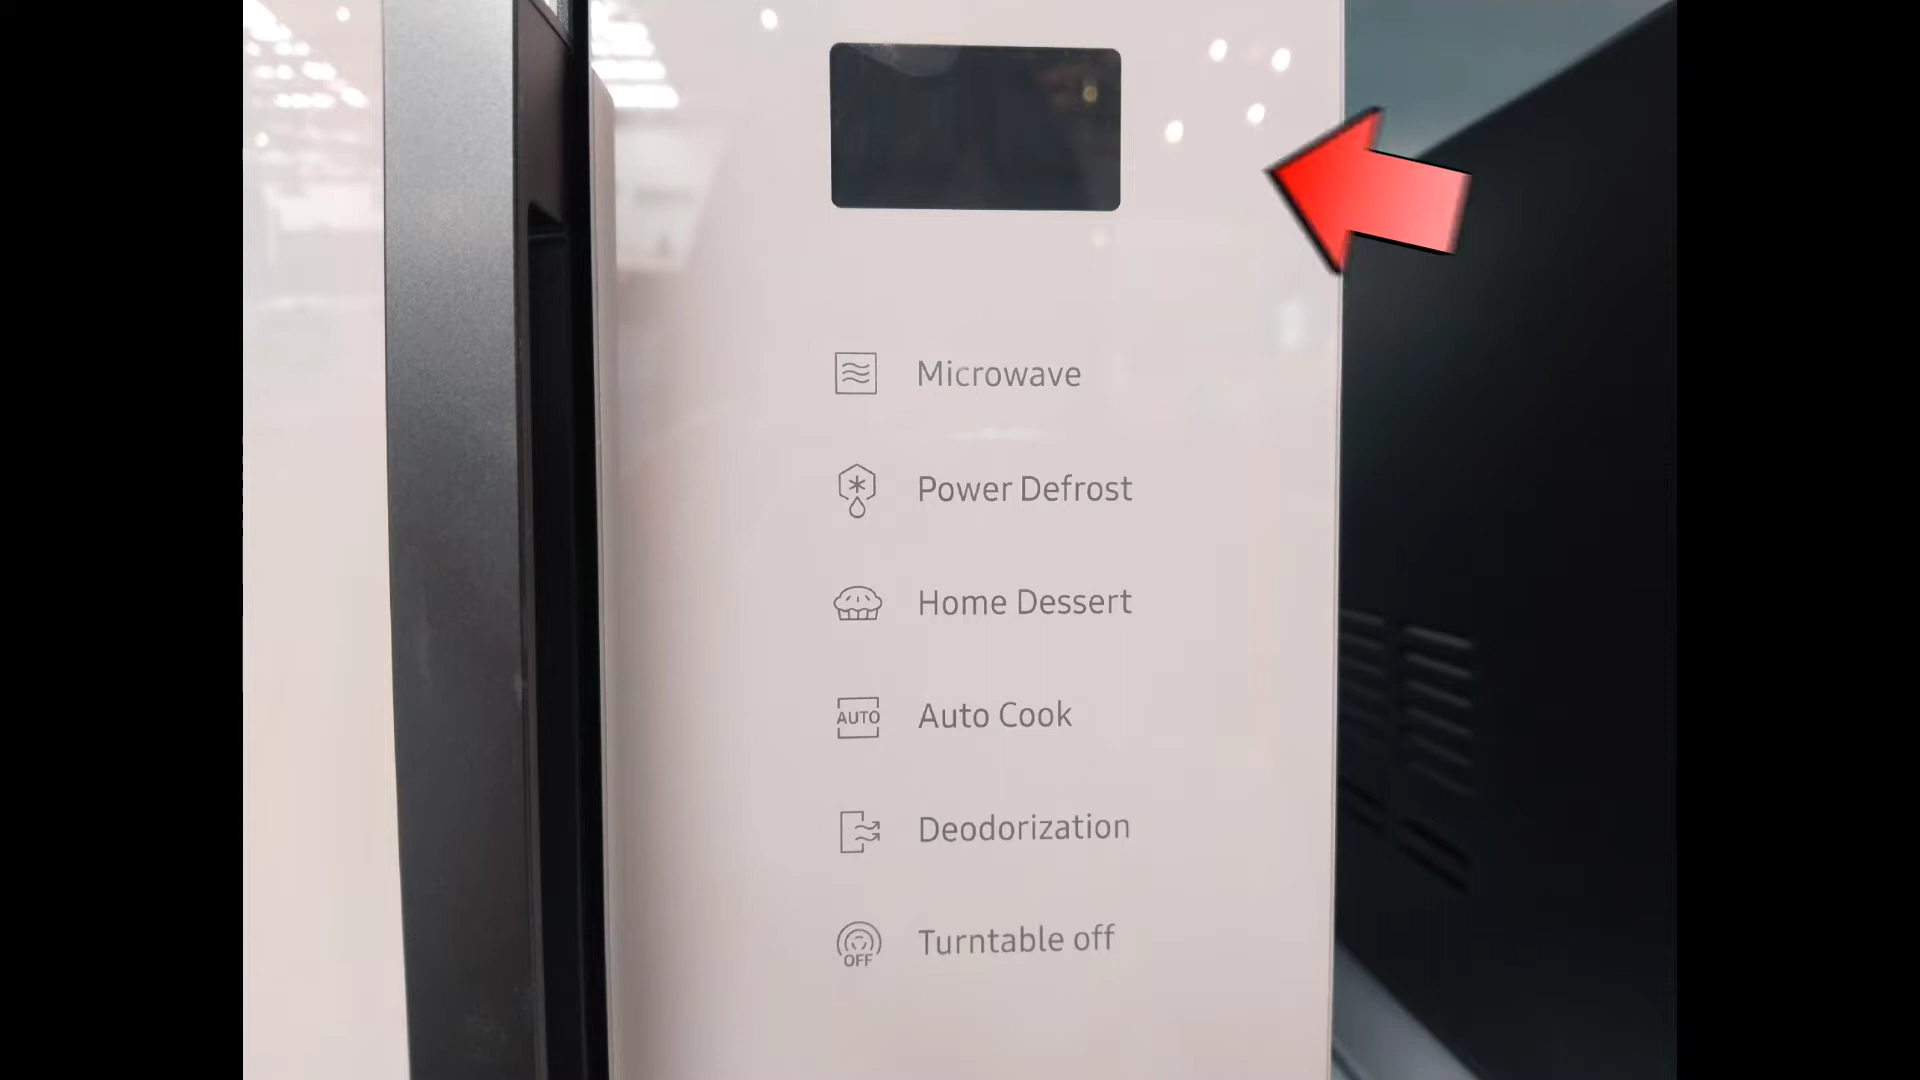 Microwave
Power Defrost
Home Dessert
AUTO Auto Cook
Deodorization
OFF Turntable off